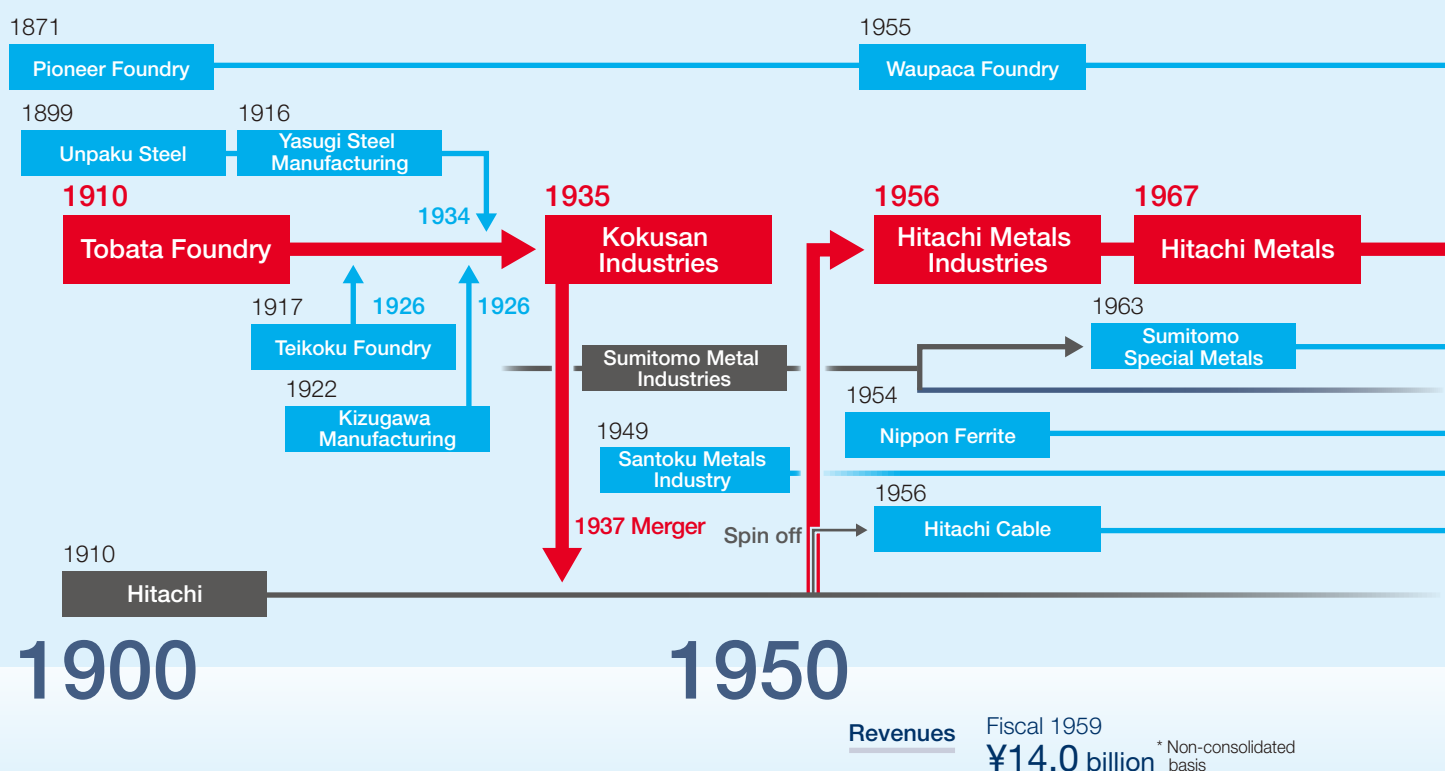 1871
Pioneer Foundry
1955
Waupaca Foundry
1899
Unpaku Steel
1916
Yasugi Steel
Manufacturing
1910
Tobata Foundry
1934
1935
Kokusan
Industries
1956
Hitachi Metals
Industries
1967
Hitachi Metals
1917
Teikoku Foundry
1926
1926
1922
Kizugawa
Manufacturing
Sumitomo Metal
Industries
1963
Sumitomo
Special Metals
1954
Nippon Ferrite
1949
Santoku Metals
Industry
1956
Hitachi Cable
1937 Merger
Spin off
1910
Hitachi
1900
1950
Revenues
Fiscal 1959
¥14.0 billion
* Non-consolidated
basis